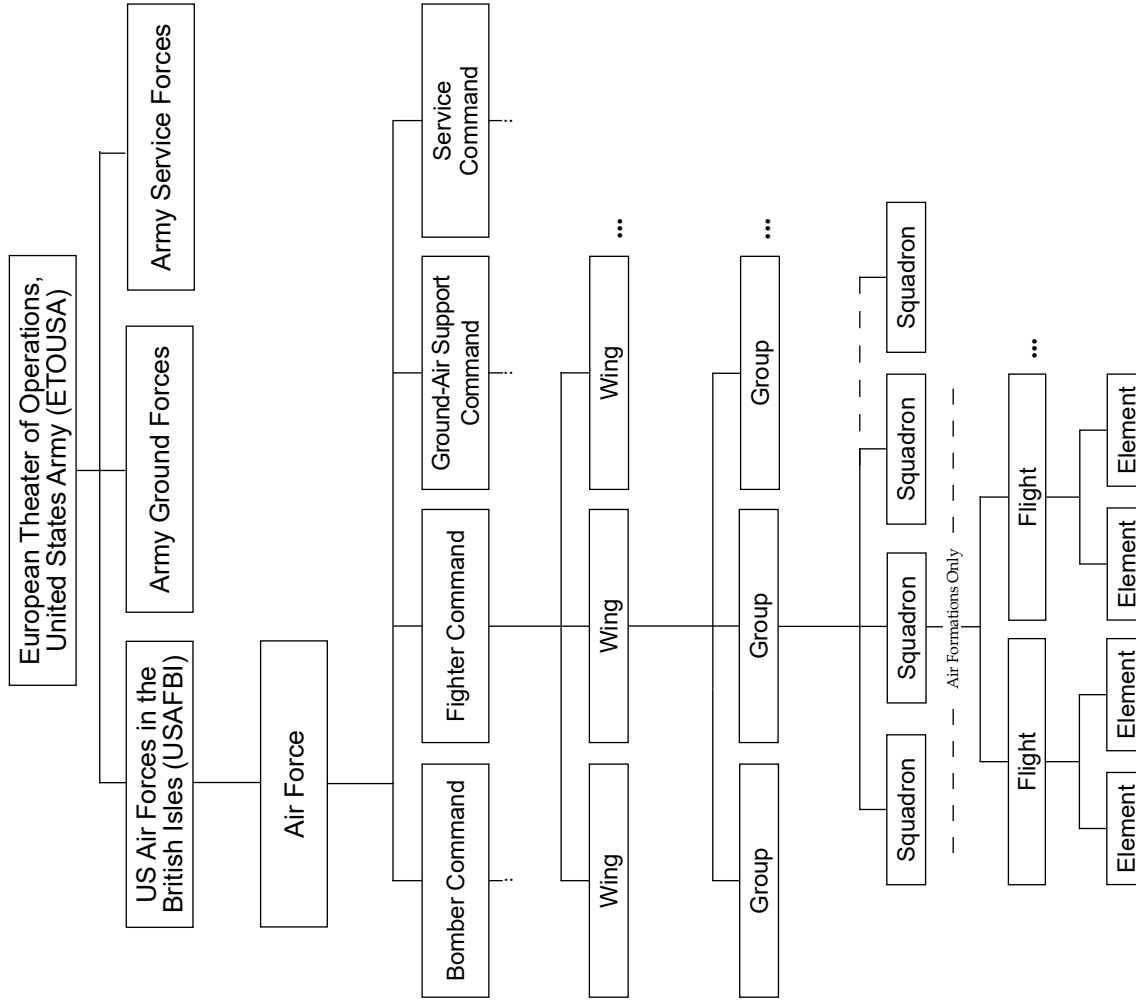 European Theater of Operations,
United States Army (ETOUSA)
US Air Forces in the
British Isles (USAFBI)
Army Ground Forces
Army Service Forces
Air Force
Bomber Command
Fighter Command
Ground-Air Support
Command
Service
Command
Wing
Wing
Wing
...
Group
Group
Group
...
Squadron
Squadron
Squadron
Squadron
Air Formations Only
Flight
Flight
...
Element
Element
Element
Element